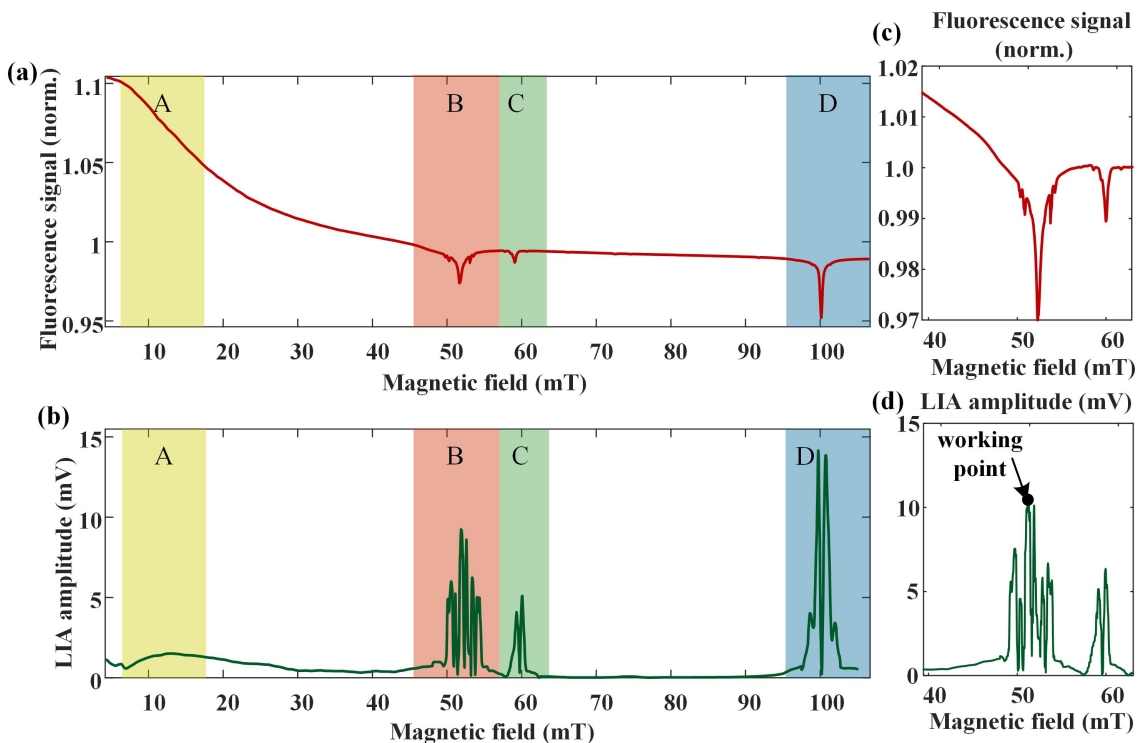 (a)
Fluorescence signal (norm.)
1.1
1.05
1
0.95
A
B
C
D
10
20
30
40
50
60
70
80
90
100
Magnetic field (mT)
(c)
Fluorescence signal
(norm.)
1.02
1.01
1.0
0.99
0.98
0.97
40
50
60
Magnetic field (mT)
(b)
LIA amplitude (mV)
15
10
5
0
A
B
C
D
10
20
30
40
50
60
70
80
90
100
Magnetic field (mT)
(d)
LIA amplitude (mV)
15
10
5
0
working
point
40
50
60
Magnetic field (mT)